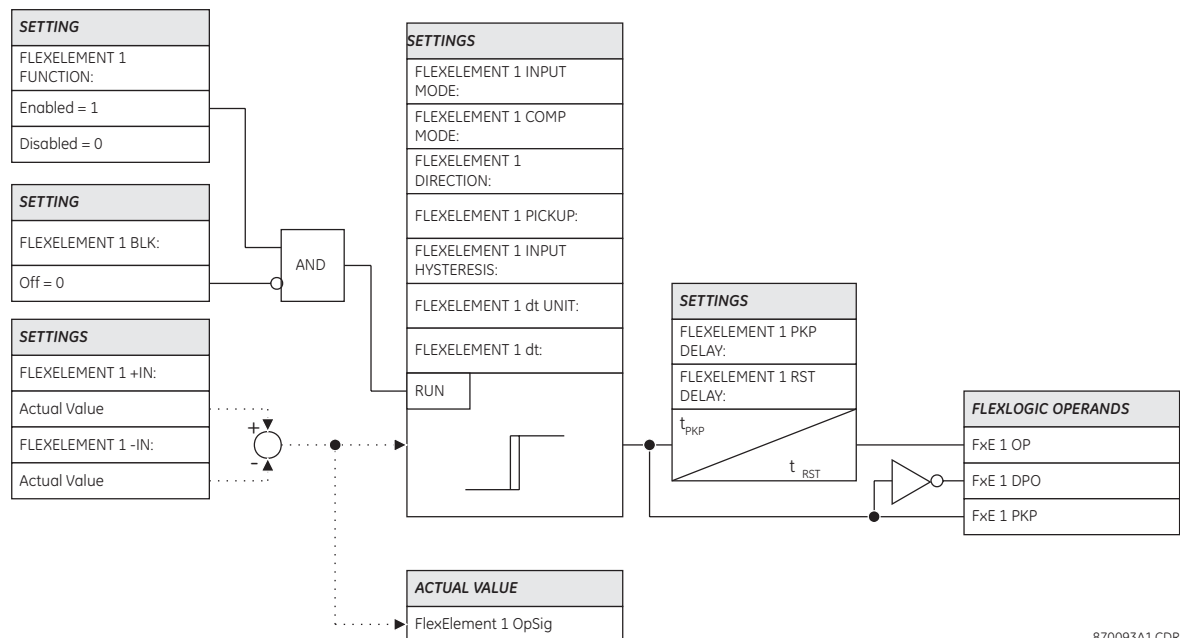 SETTING
FLEXELEMENT 1
FUNCTION:
Enabled = 1
Disabled = 0
SETTING
FLEXELEMENT 1 BLK:
Off = 0
SETTINGS
FLEXELEMENT 1 +IN:
Actual Value
FLEXELEMENT 1 -IN:
Actual Value
+
-
AND
SETTINGS
FLEXELEMENT 1 INPUT
MODE:
FLEXELEMENT 1 COMP
MODE:
FLEXELEMENT 1
DIRECTION:
FLEXELEMENT 1 PICKUP:
FLEXELEMENT 1 INPUT
HYSTERESIS:
FLEXELEMENT 1 dt UNIT:
FLEXELEMENT 1 dt:
RUN
ACTUAL VALUE
FlexElement 1 OpSig
SETTINGS
FLEXELEMENT 1 PKP
DELAY:
FLEXELEMENT 1 RST
DELAY:
tPKP
t RST
FLEXLOGIC OPERANDS
FxE 1 OP
FxE 1 DPO
FxE 1 PKP
870093A1.CDR